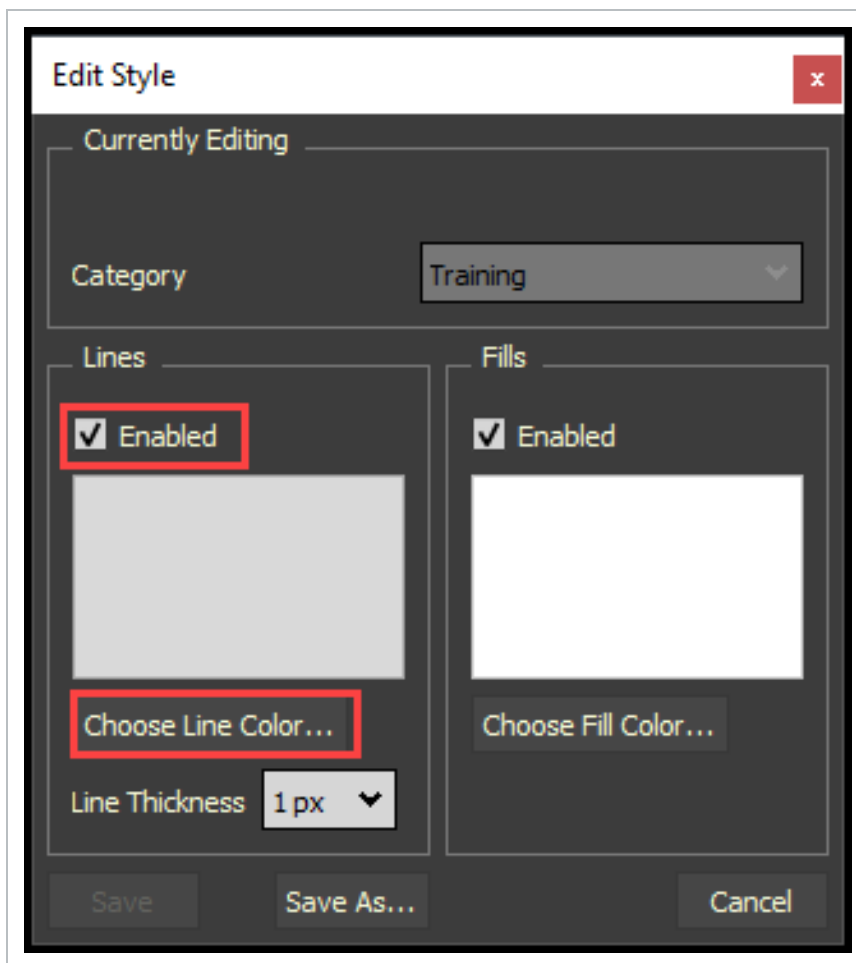 Edit Style
x
Currently Editing
Category
Training
Lines
Fills
Enabled
Enabled
Choose Line Color...
Choose Fill Color...
Line Thickness
1 px
Save
Save As...
Cancel